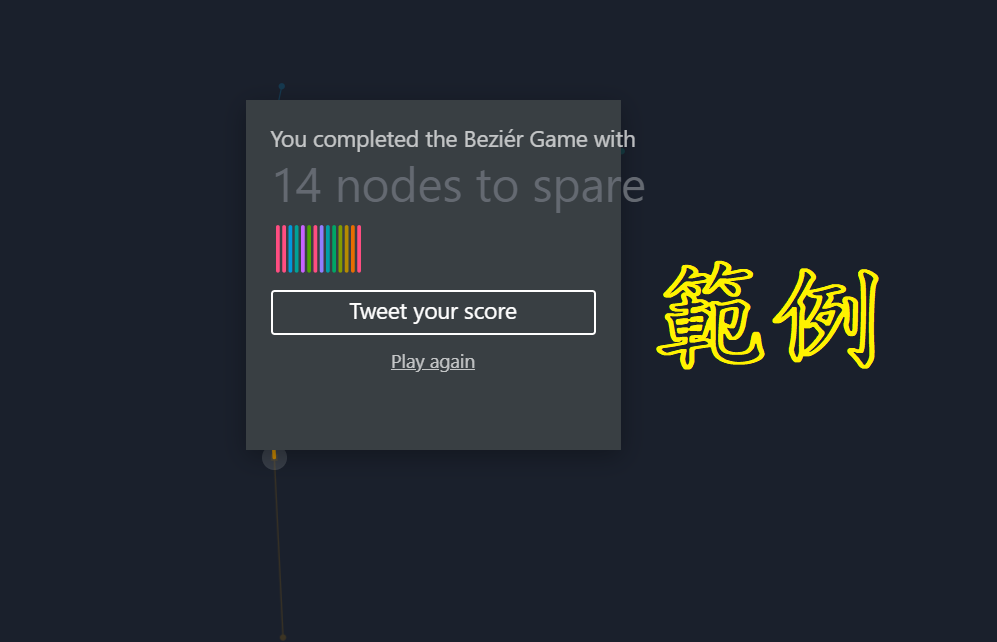 You completed the Beziér Game with
14 nodes to spare
Tweet your score
Play again
範例